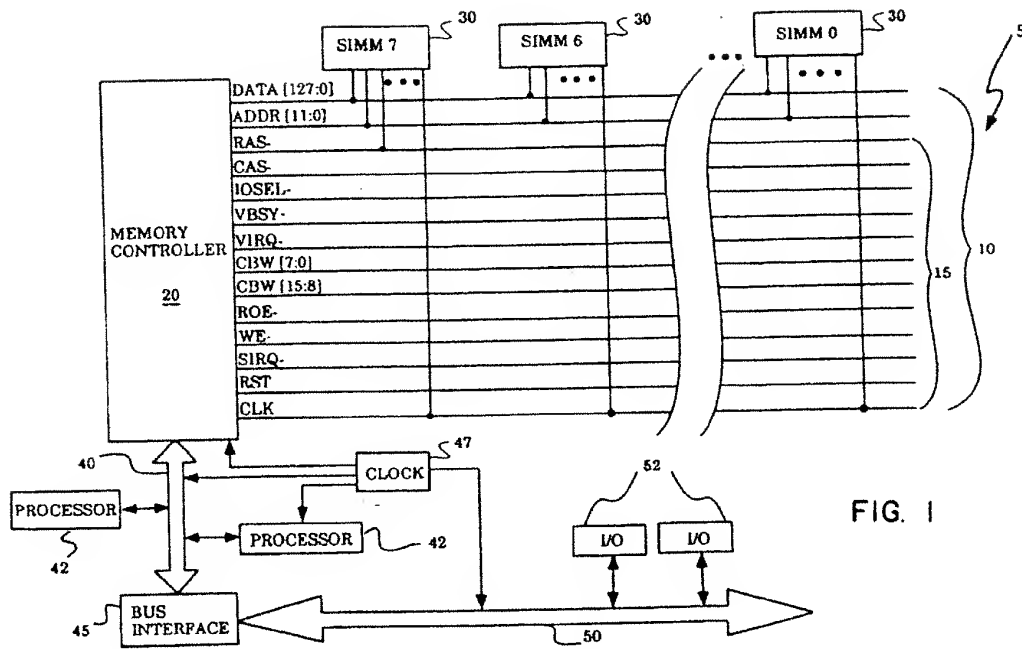 30
30
30
5
SIMM 7
SIMM 6
SIMM 0
DATA [127:0]
ADDR [11:0]
RAS-
CAS-
IOSEL-
VBSY-
MEMORY
CONTROLLER
20
VIRQ-
CBW [7:0]
CBW [15:8]
ROE-
WE-
SIRQ-
RST
CLK
15
10
40
47
CLOCK
52
PROCESSOR
42
PROCESSOR
42
I/O
I/O
FIG. 1
45
BUS
INTERFACE
50